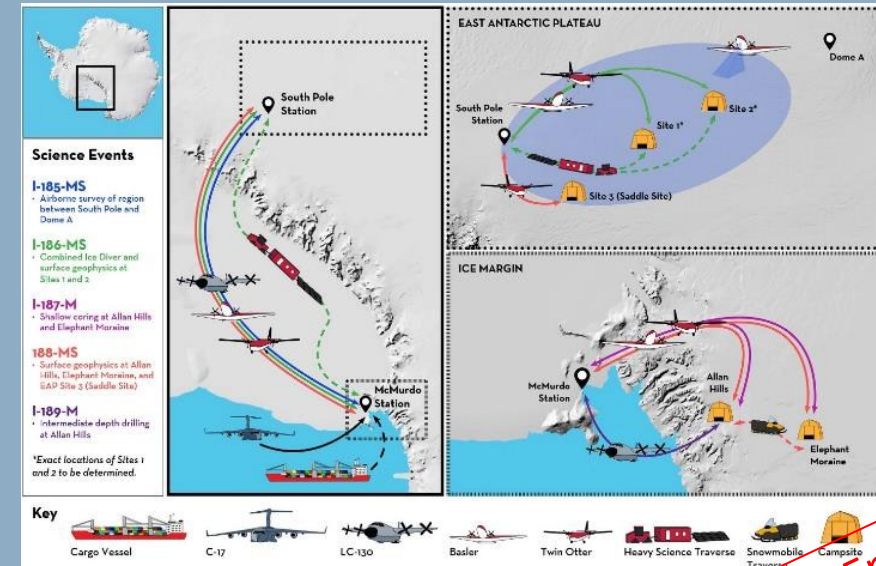 Science Events
I-185-MS
• Airborne survey of region
between South Pole and
Dome A
I-186-MS
• Combined Ice Diver and
surface geophysics at
Sites 1 and 2
I-187-M
• Shallow coring at Allan Hills
and Elephant Moraine
188-MS
• Surface geophysics at Allan
Hills, Elephant Moraine, and
EAP Site 3 (Saddle Site)
I-189-M
• Intermediate depth drilling
at Allan Hills
*Exact locations of Sites 1
and 2 to be determined.
South Pole
Station
McMurdo
Station
EAST ANTARCTIC PLATEAU
Dome A
South Pole
Station
Site 1*
Site 2*
Site 3 (Saddle Site)
ICE MARGIN
McMurdo
Station
Allan
Hills
Elephant
Moraine
Key
Cargo Vessel
C-17
LC-130
Basler
Twin Otter
Heavy Science Traverse
Snowmobile
Traverse
Campsite